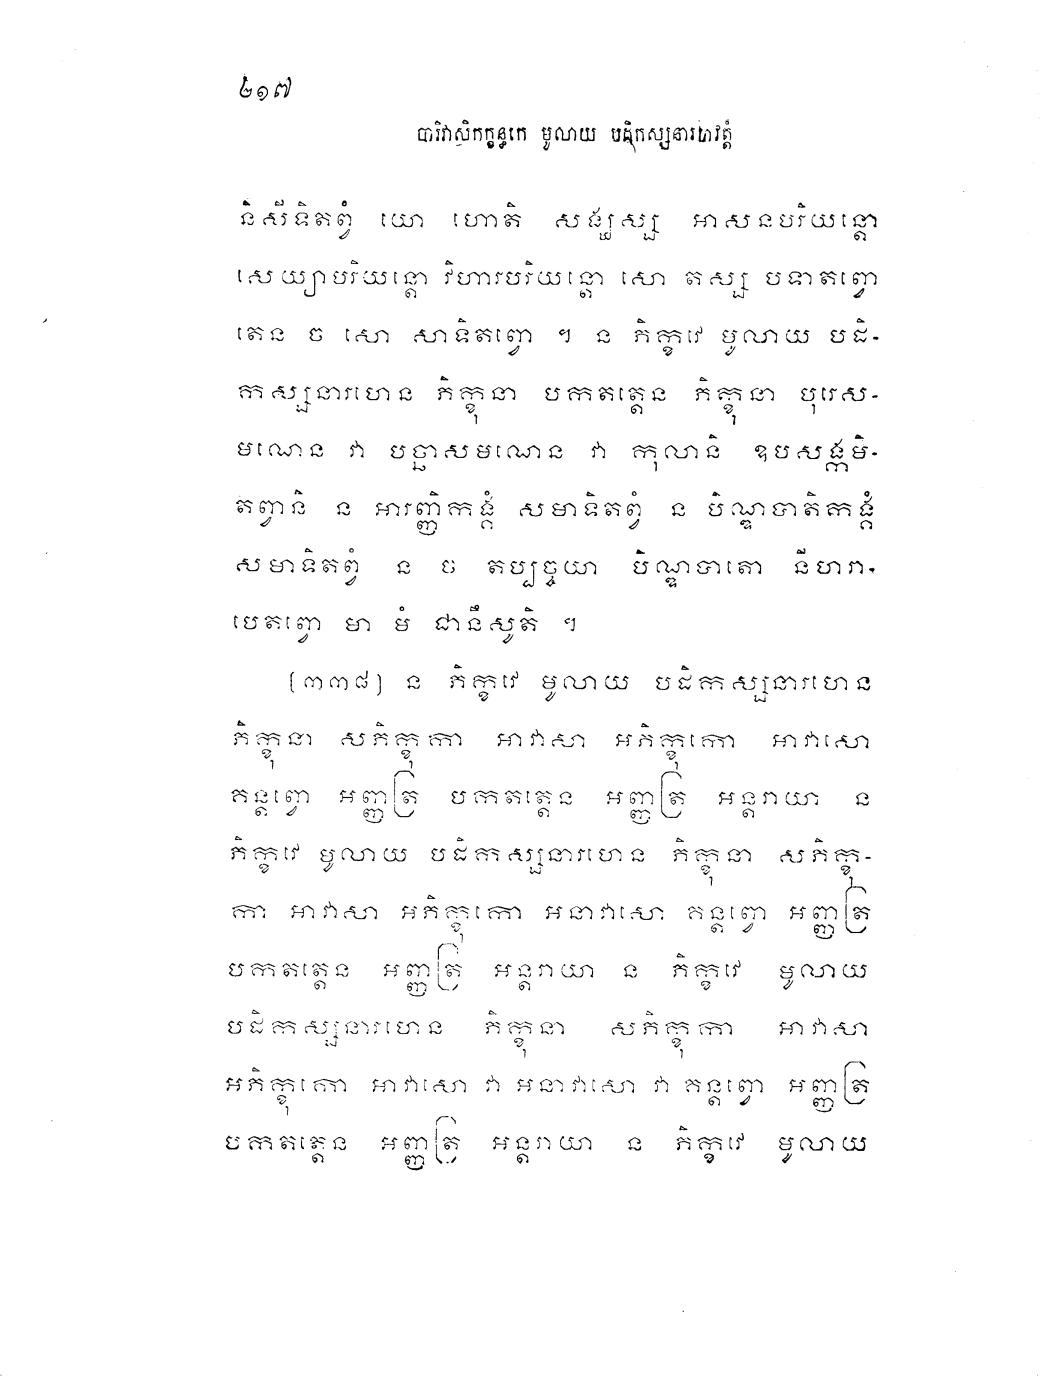 ២១៧
បារិវាសិកក្ខន្ធកេ មូលាយ បដិកស្សនារហវត្តំ
និសីទិតព្វំ យោ ហោតិ សង្ឃស្ស អាសនបរិយន្តោ
សេយ្យាបរិយន្តោ វិហារបរិយន្តោ សោ តស្ស បទាតព្វោ
តេន ច សោ សាទិតព្វោ ។ ន ភិក្ខវេ មូលាយ បដិ-
កស្សនារហេន ភិក្ខុនា បកតត្តេន ភិក្ខុនា បុរេស-
មណេន វា បច្ឆាសមណេន វា កុលានិ ឧបសង្កមិ-
តព្វានិ ន អារញ្ញិកង្គំ សមាទិតព្វំ ន បិណ្ឌបាតិកង្គំ
សមាទិតព្វំ ន ច តប្បច្ចយា បិណ្ឌបាតោ នីហរា-
បេតព្វោ មា មំ ជានឹសូតិ ។
[៣៣៨] ន ភិក្ខវេ មូលាយ បដិកស្សនារហេន
ភិក្ខុនា សភិក្ខុកា អាវាសា អភិក្ខុកោ អាវាសោ
គន្តព្វោ អញ្ញត្រ បកតត្តេន អញ្ញត្រ អន្តរាយា ន
ភិក្ខវេ មូលាយ បដិកស្សនារហេន ភិក្ខុនា សភិក្ខុ-
កា អាវាសា អភិក្ខុកោ អនាវាសោ គន្តព្វោ អញ្ញត្រ
បកតត្តេន អញ្ញត្រ អន្តរាយា ន ភិក្ខវេ មូលាយ
បដិកស្សនារហេន ភិក្ខុនា សភិក្ខុកា អាវាសា
អភិក្ខុកោ អាវាសោ វា អនាវាសោ វា គន្តព្វោ អញ្ញត្រ
បកតត្តេន អញ្ញត្រ អន្តរាយា ន ភិក្ខវេ មូលាយ